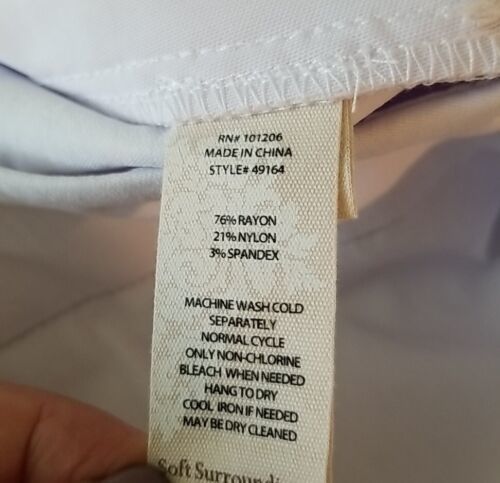 RN# 101206
MADE IN CHINA
STYLE# 49164
76% RAYON
21% NYLON
3% SPANDEX
MACHINE WASH COLD
SEPARATELY
NORMAL CYCLE
ONLY NON-CHLORINE
BLEACH WHEN NEEDED
HANG TO DRY
COOL IRON IF NEEDED
MAY BE DRY CLEANED
Soft Surroundi